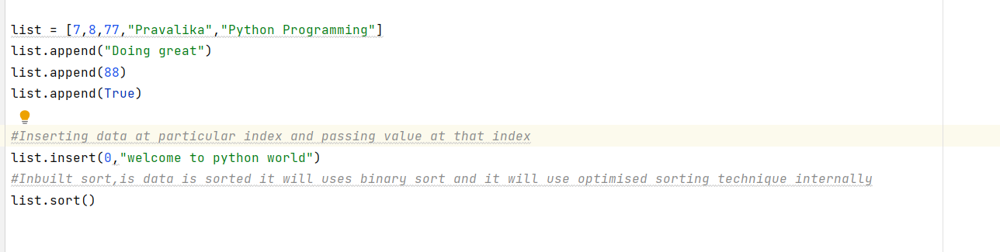 list = [7,8,77,"Pravalika","Python Programming"]
list.append("Doing great")
list.append(88)
list.append(True)
#Inserting data at particular index and passing value at that index
list.insert(0,"welcome to python world")
#Inbuilt sort,is data is sorted it will uses binary sort and it will use optimised sorting technique internally
list.sort()